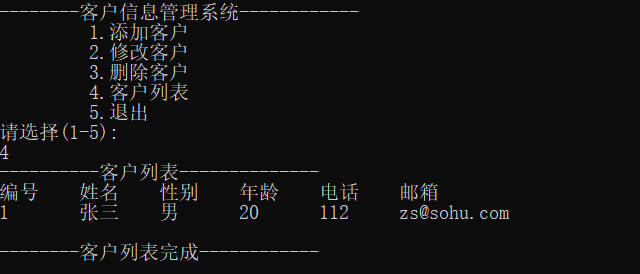 --------客户信息管理系统------------
1.添加客户
2.修改客户
3.删除客户
4.客户列表
5.退出
请选择(1-5):
4
----------客户列表--------------
编号 姓名 性别 年龄 电话 邮箱
1 张三 男 20 112 zs@sohu.com
--------客户列表完成------------